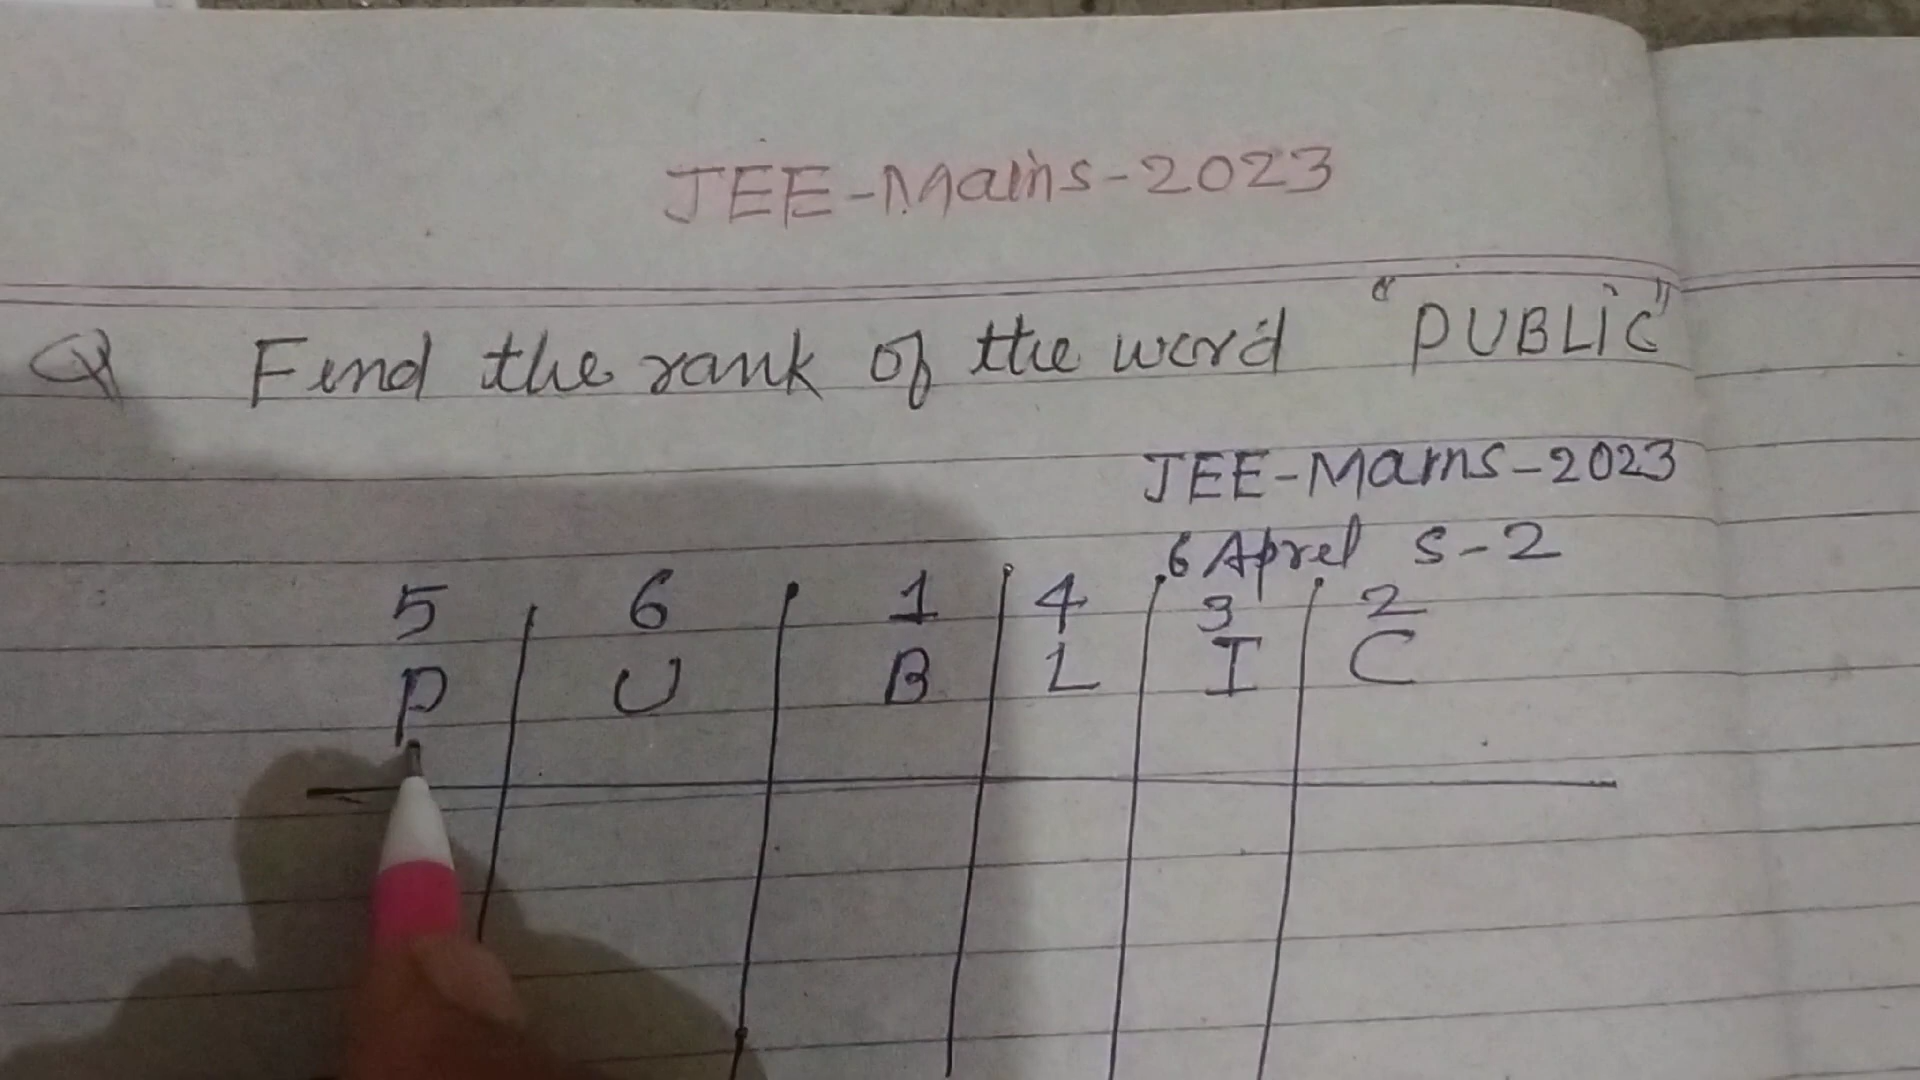 JEE-Mains-2023
Q Find the rank of the word "PUBLIC"
JEE-Mains-2023
6 Aprel S-2
5 6 1 4 3 2
P U B L I C